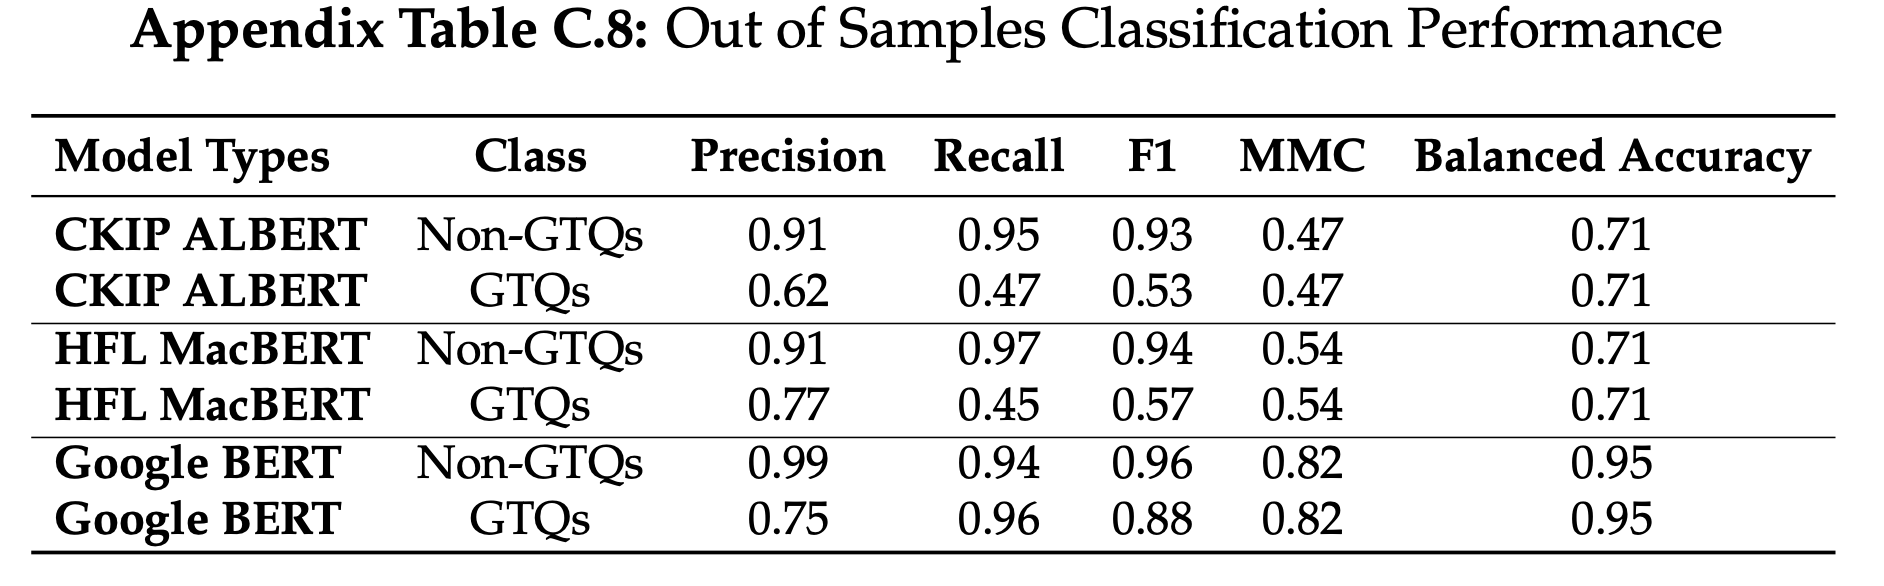 Appendix Table C.8: Out of Samples Classification Performance
Model Types Class Precision Recall F1 MMC Balanced Accuracy
CKIP ALBERT Non-GTQs 0.91 0.95 0.93 0.47 0.71
CKIP ALBERT GTQs 0.62 0.47 0.53 0.47 0.71
HFL MacBERT Non-GTQs 0.91 0.97 0.94 0.54 0.71
HFL MacBERT GTQs 0.77 0.45 0.57 0.54 0.71
Google BERT Non-GTQs 0.99 0.94 0.96 0.82 0.95
Google BERT GTQs 0.75 0.96 0.88 0.82 0.95